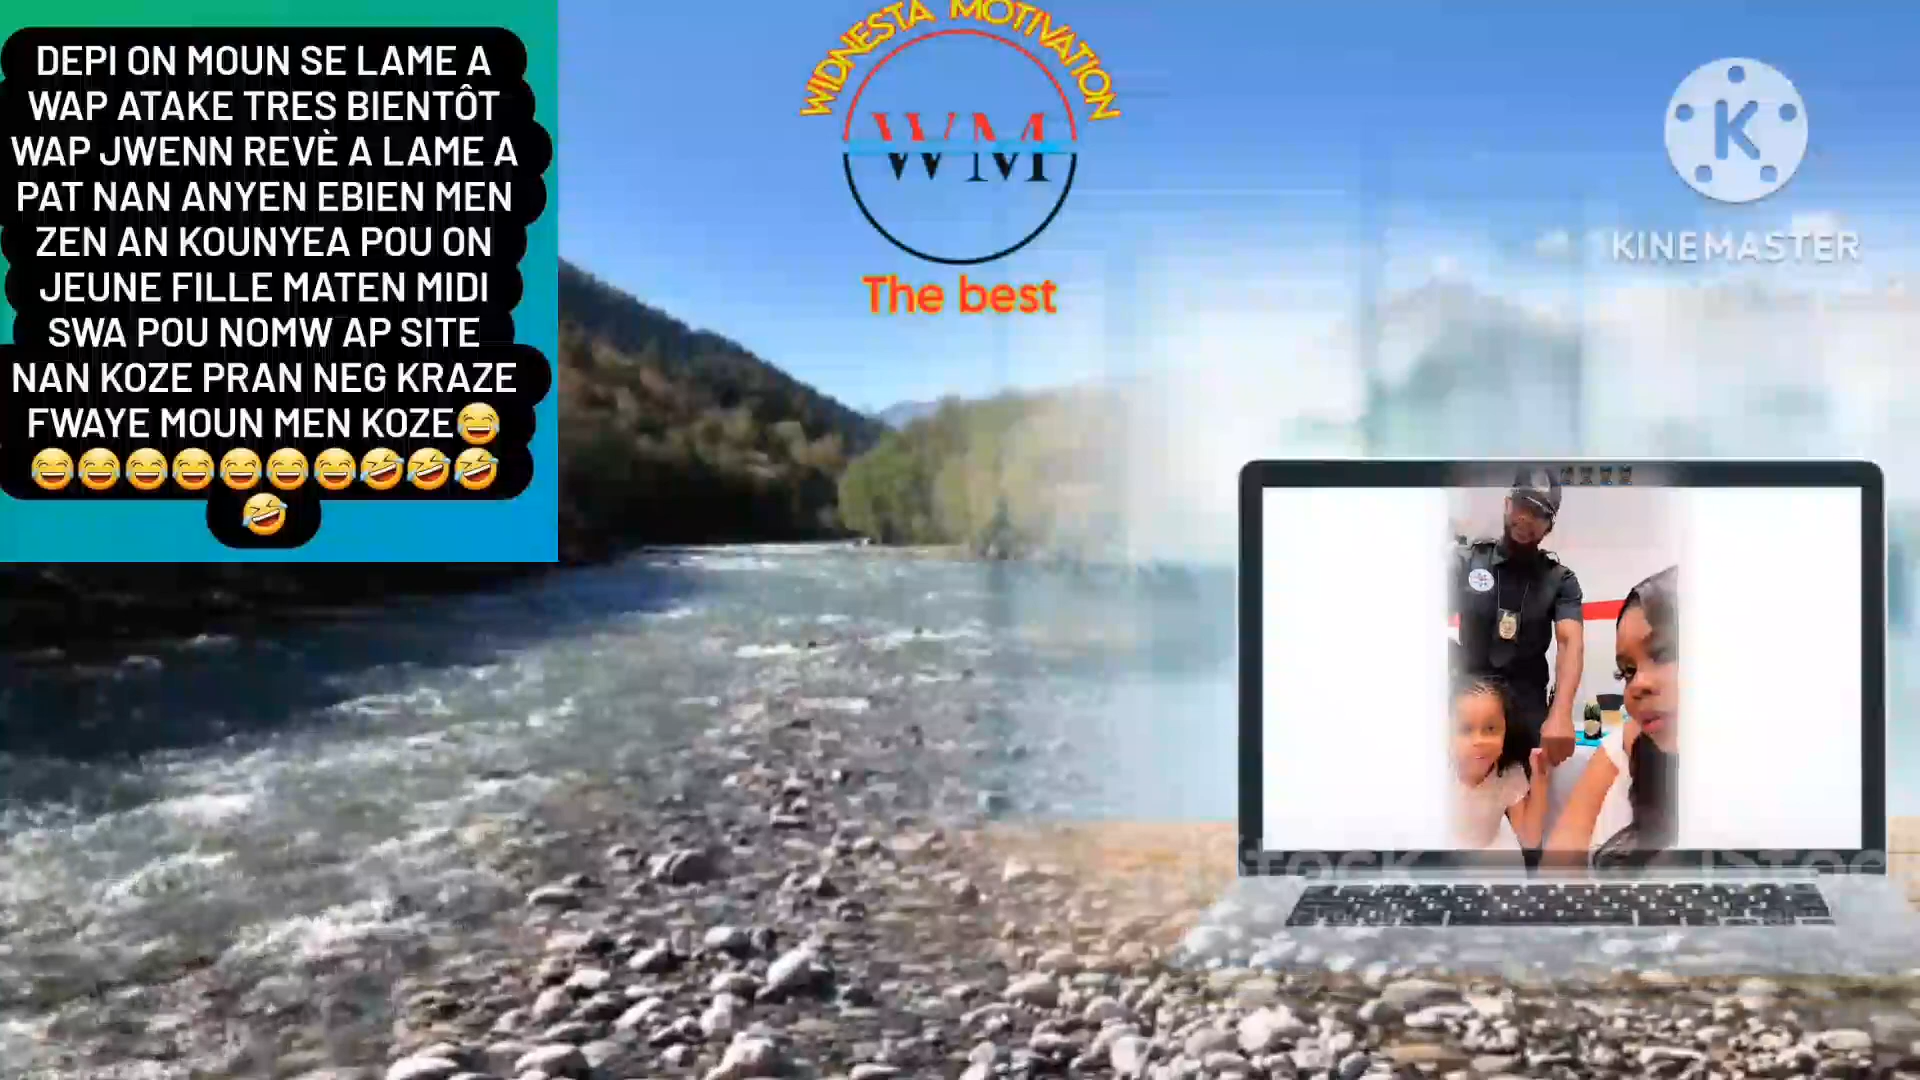 DEPI ON MOUN SE LAME A
WAP ATAKE TRES BIENTÔT
WAP JWENN REVÈ A LAME A
PAT NAN ANYEN EBIEN MEN
ZEN AN KOUNYEA POU ON
JEUNE FILLE MATEN MIDI
SWA POU NOMW AP SITE
NAN KOZE PRAN NEG KRAZE
FWAYE MOUN MEN KOZE😂
😂😂😂😂😂😂😂🤣🤣🤣
🤣
WIDNESTA MOTIVATION
WM
The best
K
KINEMASTER
iStock